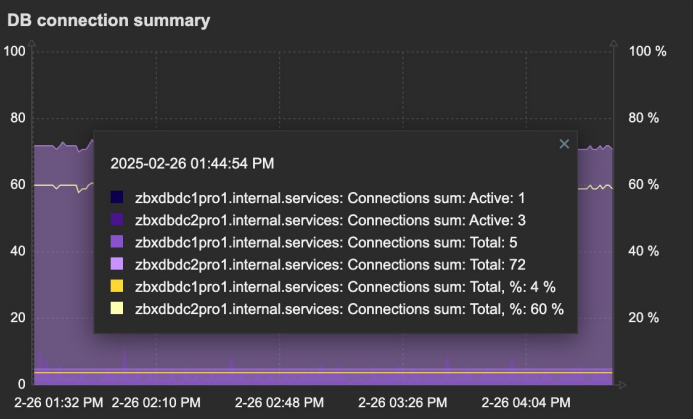 DB connection summary
100 100 %
80 80 %
2025-02-26 01:44:54 PM
zbxdbdc1pro1.internal.services: Connections sum: Active: 1
60 60 %
zbxdbdc2pro1.internal.services: Connections sum: Active: 3
zbxdbdc1pro1.internal.services: Connections sum: Total: 5
40 40 %
zbxdbdc2pro1.internal.services: Connections sum: Total: 72
zbxdbdc1pro1.internal.services: Connections sum: Total, %: 4 %
zbxdbdc2pro1.internal.services: Connections sum: Total, %: 60 %
20 20 %
0
2-26 01:32 PM 2-26 02:10 PM 2-26 02:48 PM 2-26 03:26 PM 2-26 04:04 PM